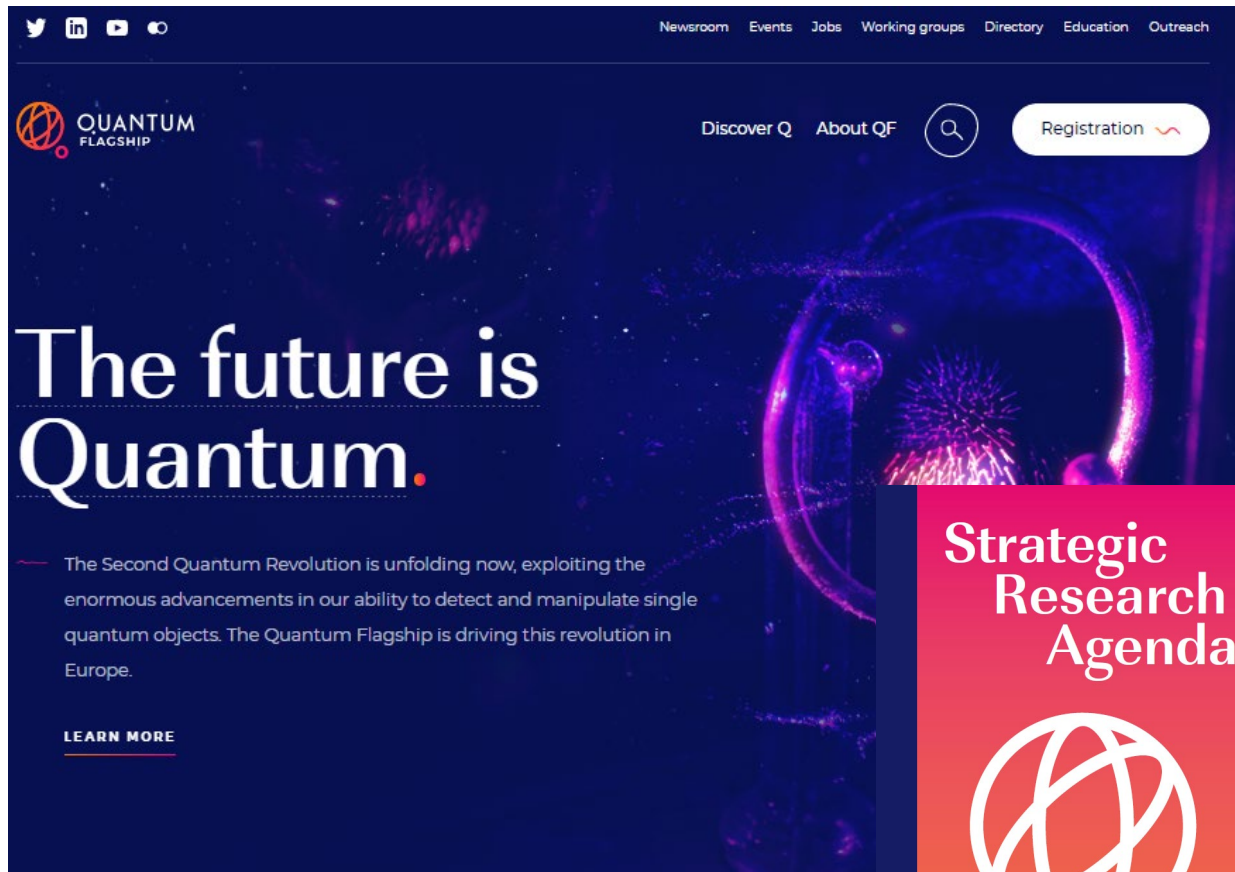 Newsroom Events Jobs Working groups Directory Education Outreach
QUANTUM
FLAGSHIP
Discover Q About QF
Registration
The future is
Quantum.
The Second Quantum Revolution is unfolding now, exploiting the
enormous advancements in our ability to detect and manipulate single
quantum objects. The Quantum Flagship is driving this revolution in
Europe.
LEARN MORE
Strategic
Research
Agenda